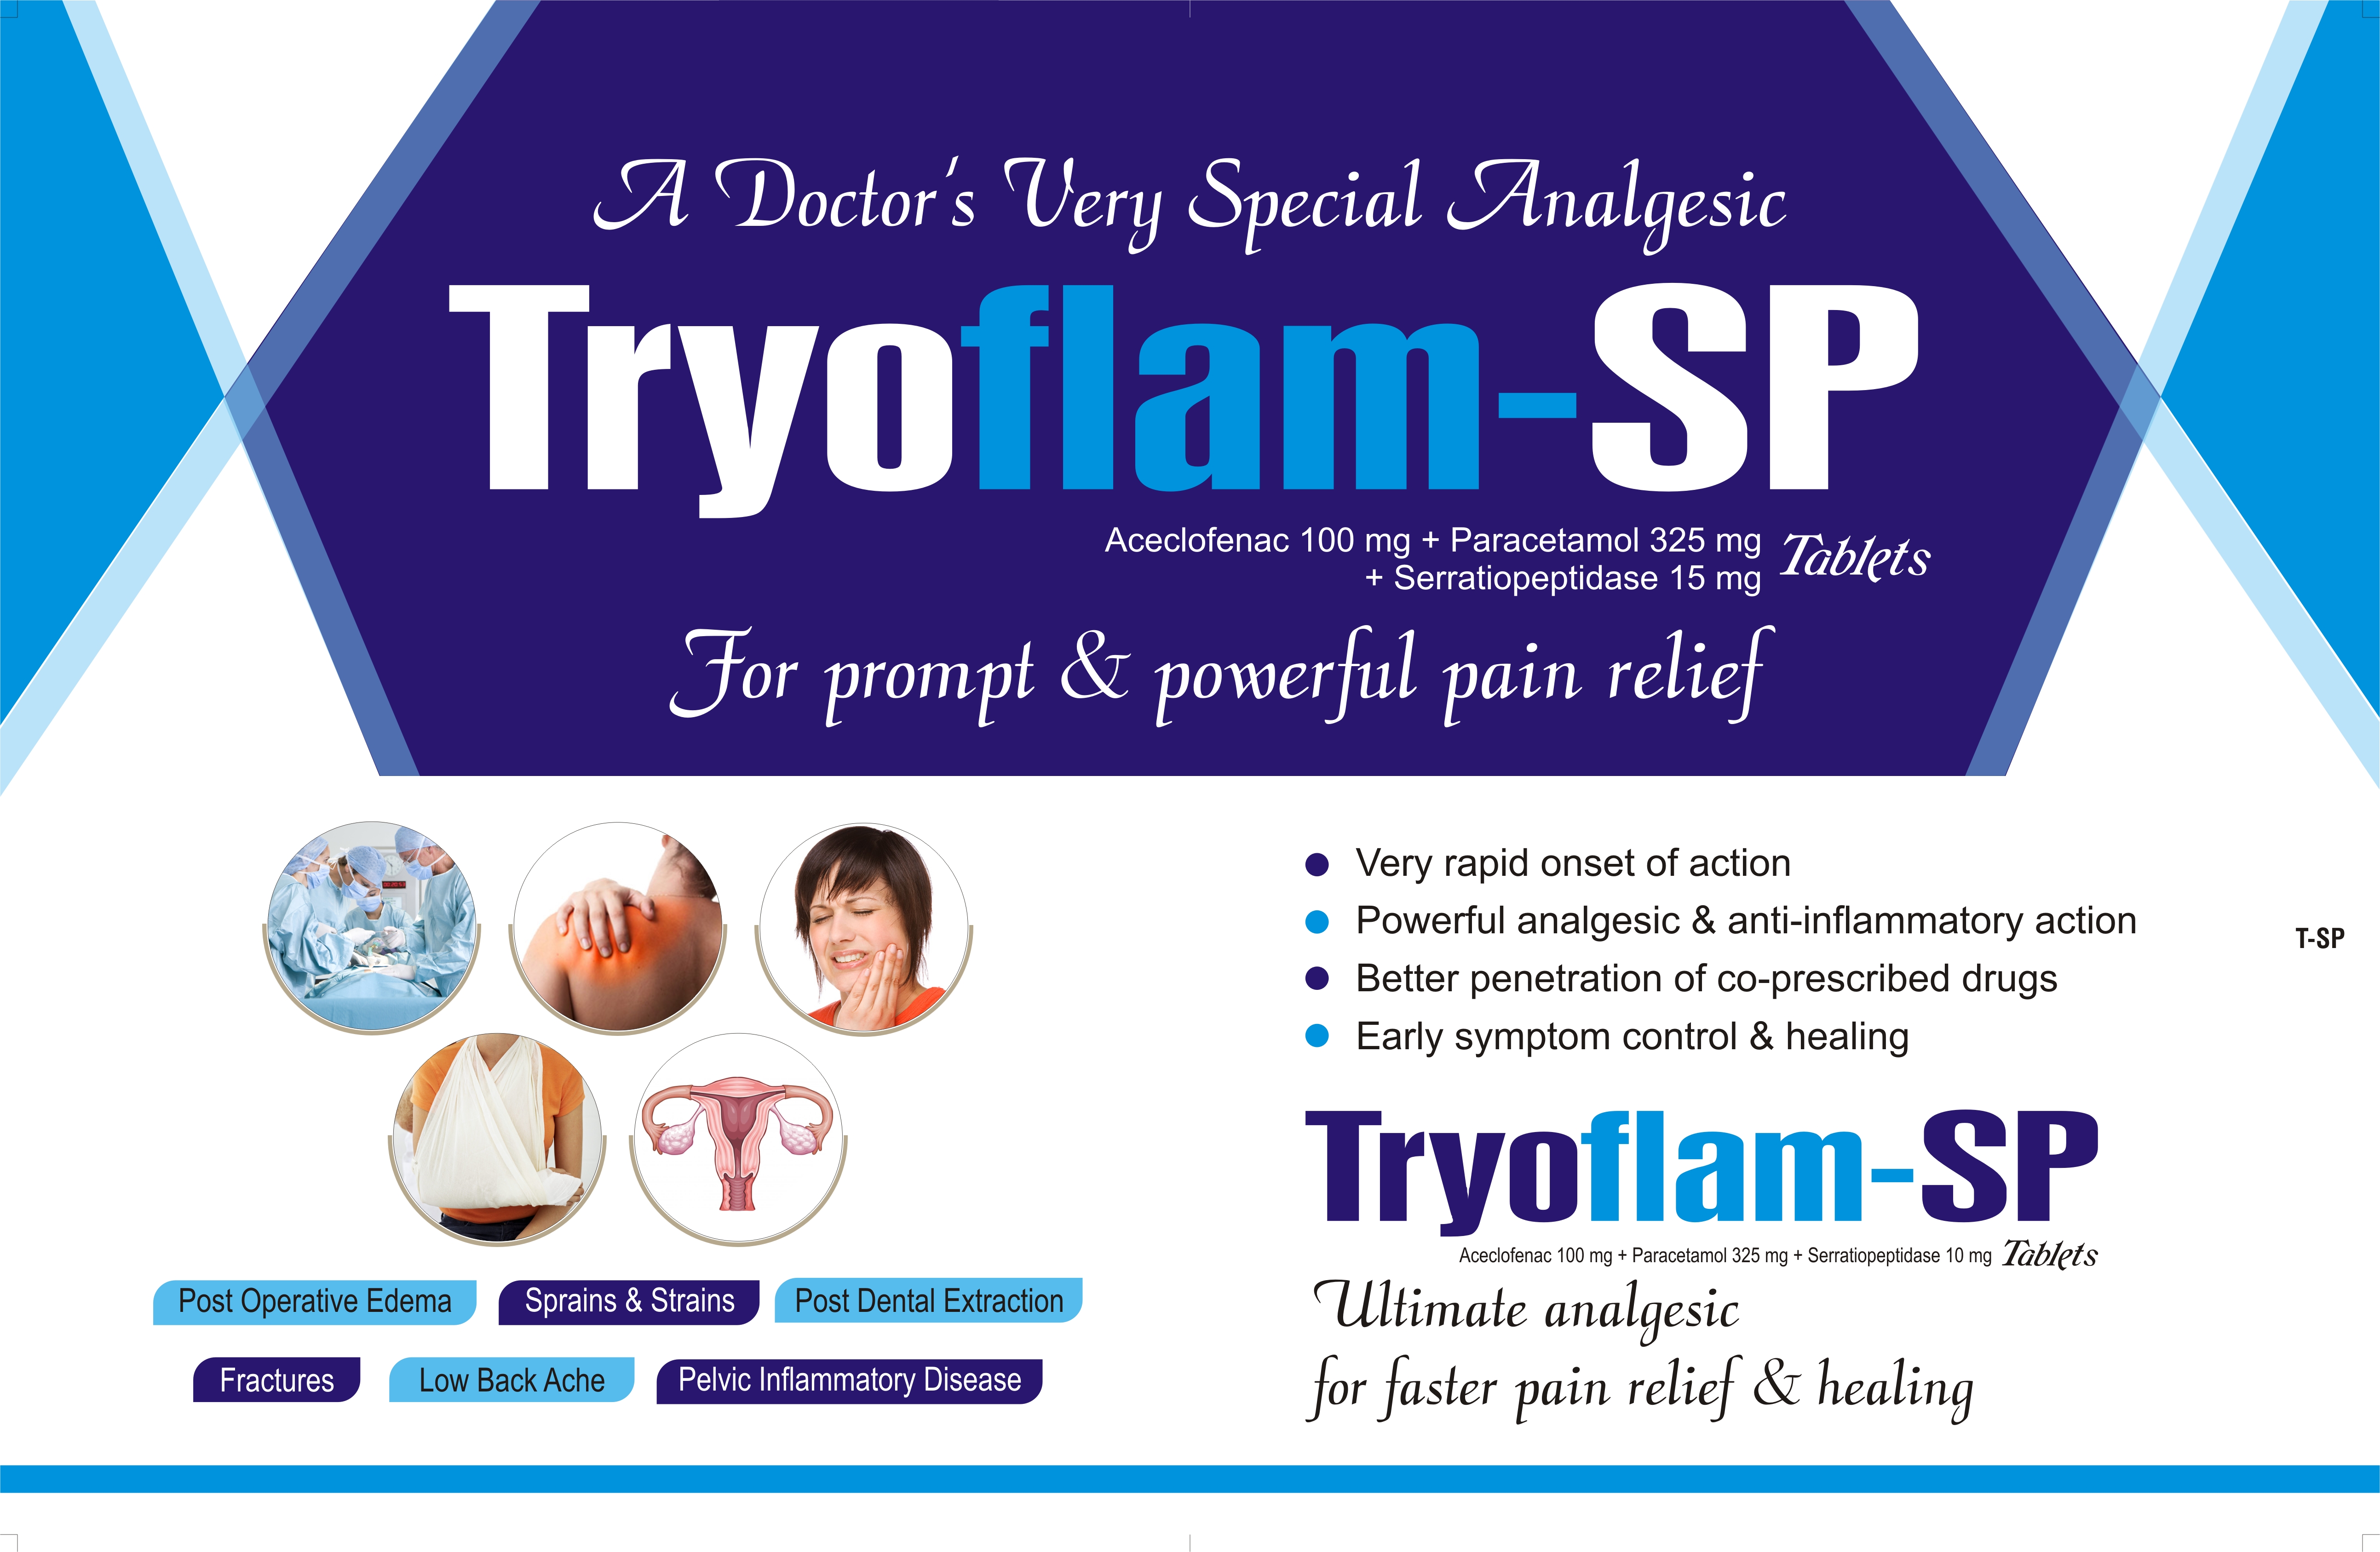 A Doctor's Very Special Analgesic
Tryoflam-SP
Aceclofenac 100 mg + Paracetamol 325 mg
+ Serratiopeptidase 15 mg
Tablets
For prompt & powerful pain relief
Post Operative Edema
Sprains & Strains
Post Dental Extraction
Fractures
Low Back Ache
Pelvic Inflammatory Disease
Very rapid onset of action
Powerful analgesic & anti-inflammatory action
Better penetration of co-prescribed drugs
Early symptom control & healing
Tryoflam-SP
Aceclofenac 100 mg + Paracetamol 325 mg + Serratiopeptidase 10 mg Tablets
Ultimate analgesic
for faster pain relief & healing
T-SP